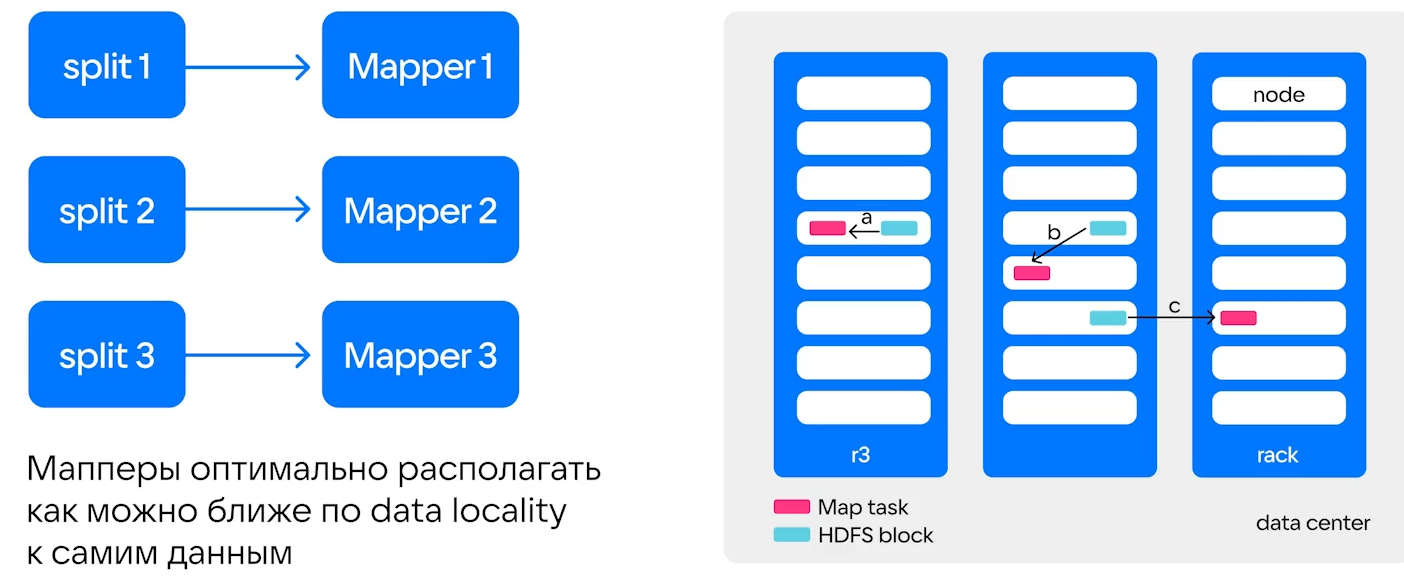 split 1
Mapper 1
split 2
Mapper 2
split 3
Mapper 3
Мапперы оптимально располагать
как можно ближе по data locality
к самим данным
node
a
b
c
r3
rack
Map task
HDFS block
data center